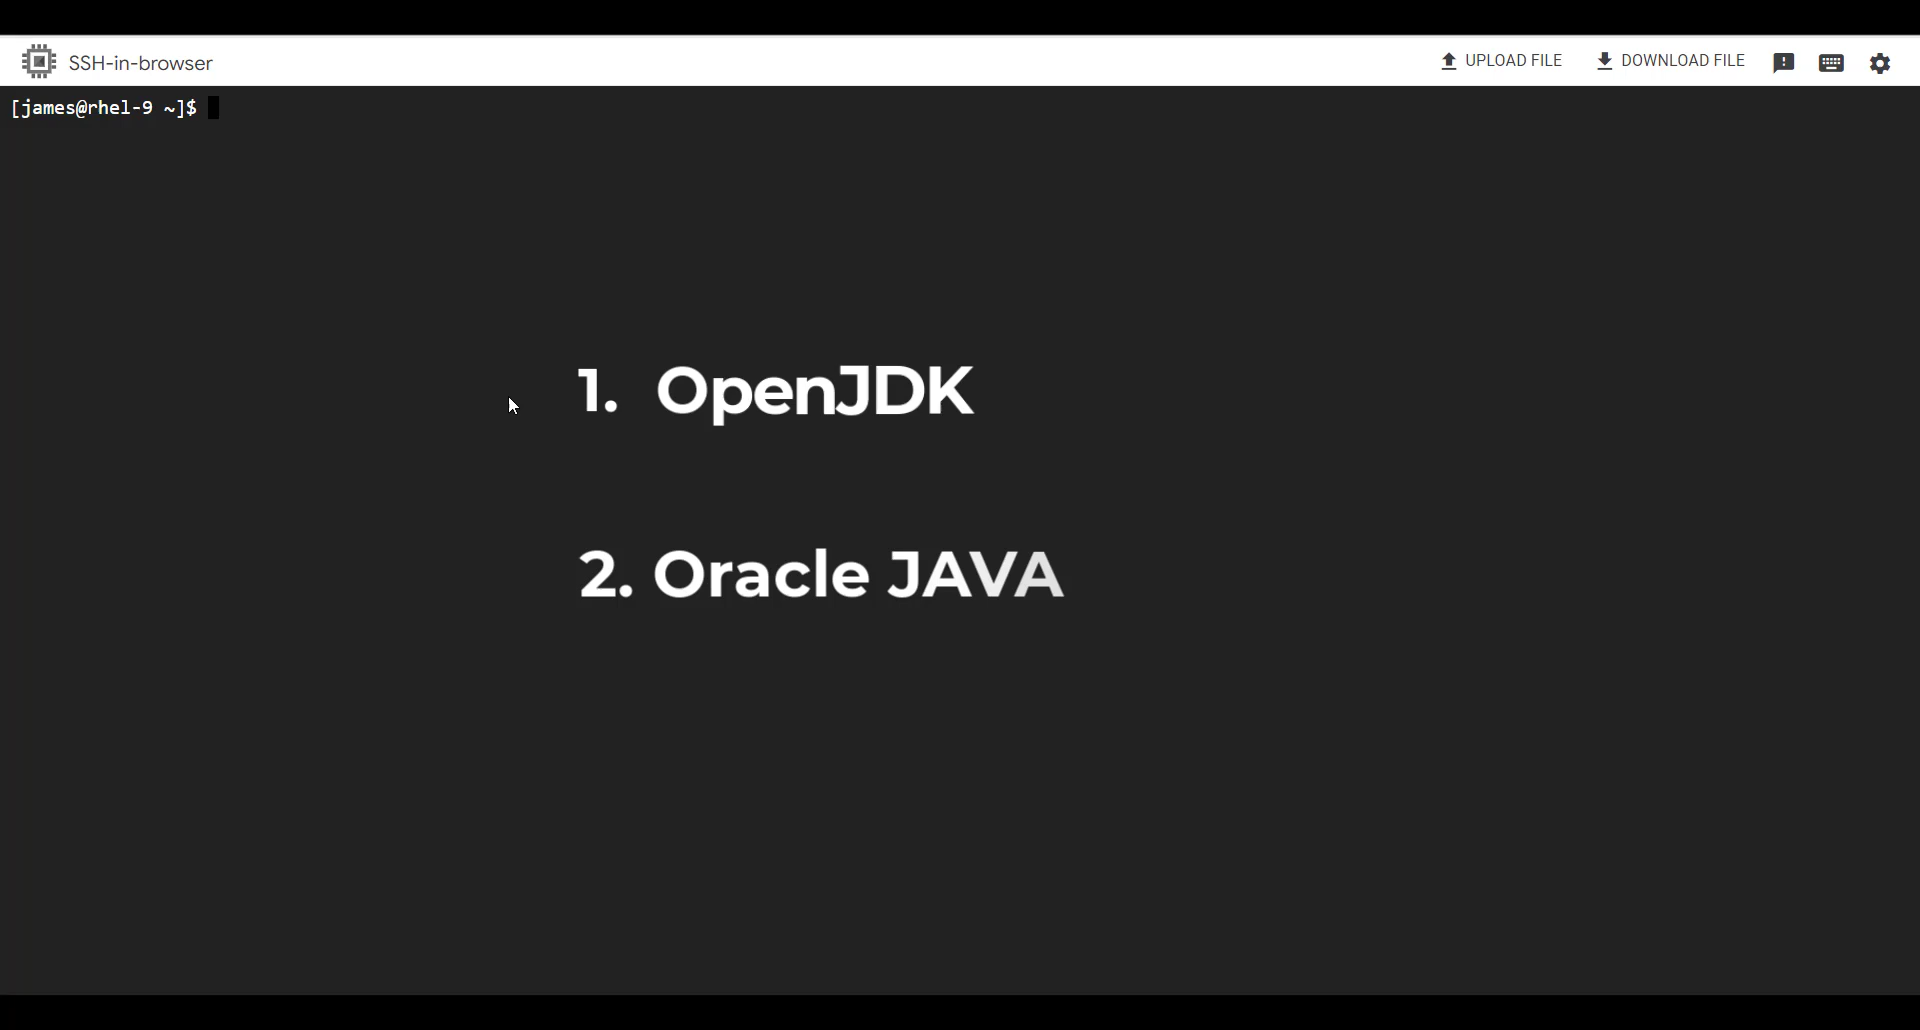 SSH-in-browser UPLOAD FILE DOWNLOAD FILE
[james@rhel-9 ~]$
1. OpenJDK
2. Oracle JAVA